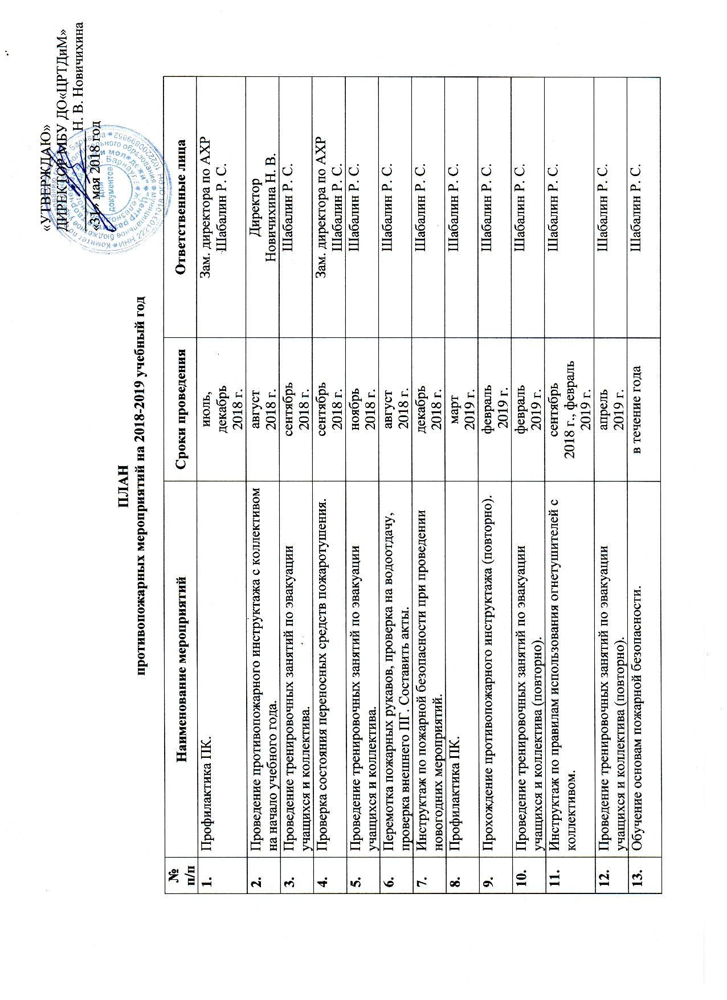 «УТВЕРЖДАЮ»
ДИРЕКТОР МБУ ДО«ЦРТДиМ»
Н. В. Новичихина
«31» мая 2018 год
для
документов
ПЛАН
противопожарных мероприятий на 2018-2019 учебный год
№
п/п
Наименование мероприятий
Сроки проведения
Ответственные лица
1.
Профилактика ПК.
июль,
декабрь
2018 г.
Зам. директора по АХР
Шабалин Р. С.
2.
Проведение противопожарного инструктажа с коллективом
на начало учебного года.
август
2018 г.
Директор
Новичихина Н. В.
3.
Проведение тренировочных занятий по эвакуации
учащихся и коллектива.
сентябрь
2018 г.
Шабалин Р. С.
4.
Проверка состояния переносных средств пожаротушения.
сентябрь
2018 г.
Зам. директора по АХР
Шабалин Р. С.
5.
Проведение тренировочных занятий по эвакуации
учащихся и коллектива.
ноябрь
2018 г.
Шабалин Р. С.
6.
Перемотка пожарных рукавов, проверка на водоотдачу,
проверка внешнего ПГ. Составить акты.
август
2018 г.
Шабалин Р. С.
7.
Инструктаж по пожарной безопасности при проведении
новогодних мероприятий.
декабрь
2018 г.
Шабалин Р. С.
8.
Профилактика ПК.
март
2019 г.
Шабалин Р. С.
9.
Прохождение противопожарного инструктажа (повторно).
февраль
2019 г.
Шабалин Р. С.
10.
Проведение тренировочных занятий по эвакуации
учащихся и коллектива (повторно).
февраль
2019 г.
Шабалин Р. С.
11.
Инструктаж по правилам использования огнетушителей с
коллективом.
сентябрь
2018 г., февраль
2019 г.
Шабалин Р. С.
12.
Проведение тренировочных занятий по эвакуации
учащихся и коллектива (повторно).
апрель
2019 г.
Шабалин Р. С.
13.
Обучение основам пожарной безопасности.
в течение года
Шабалин Р. С.